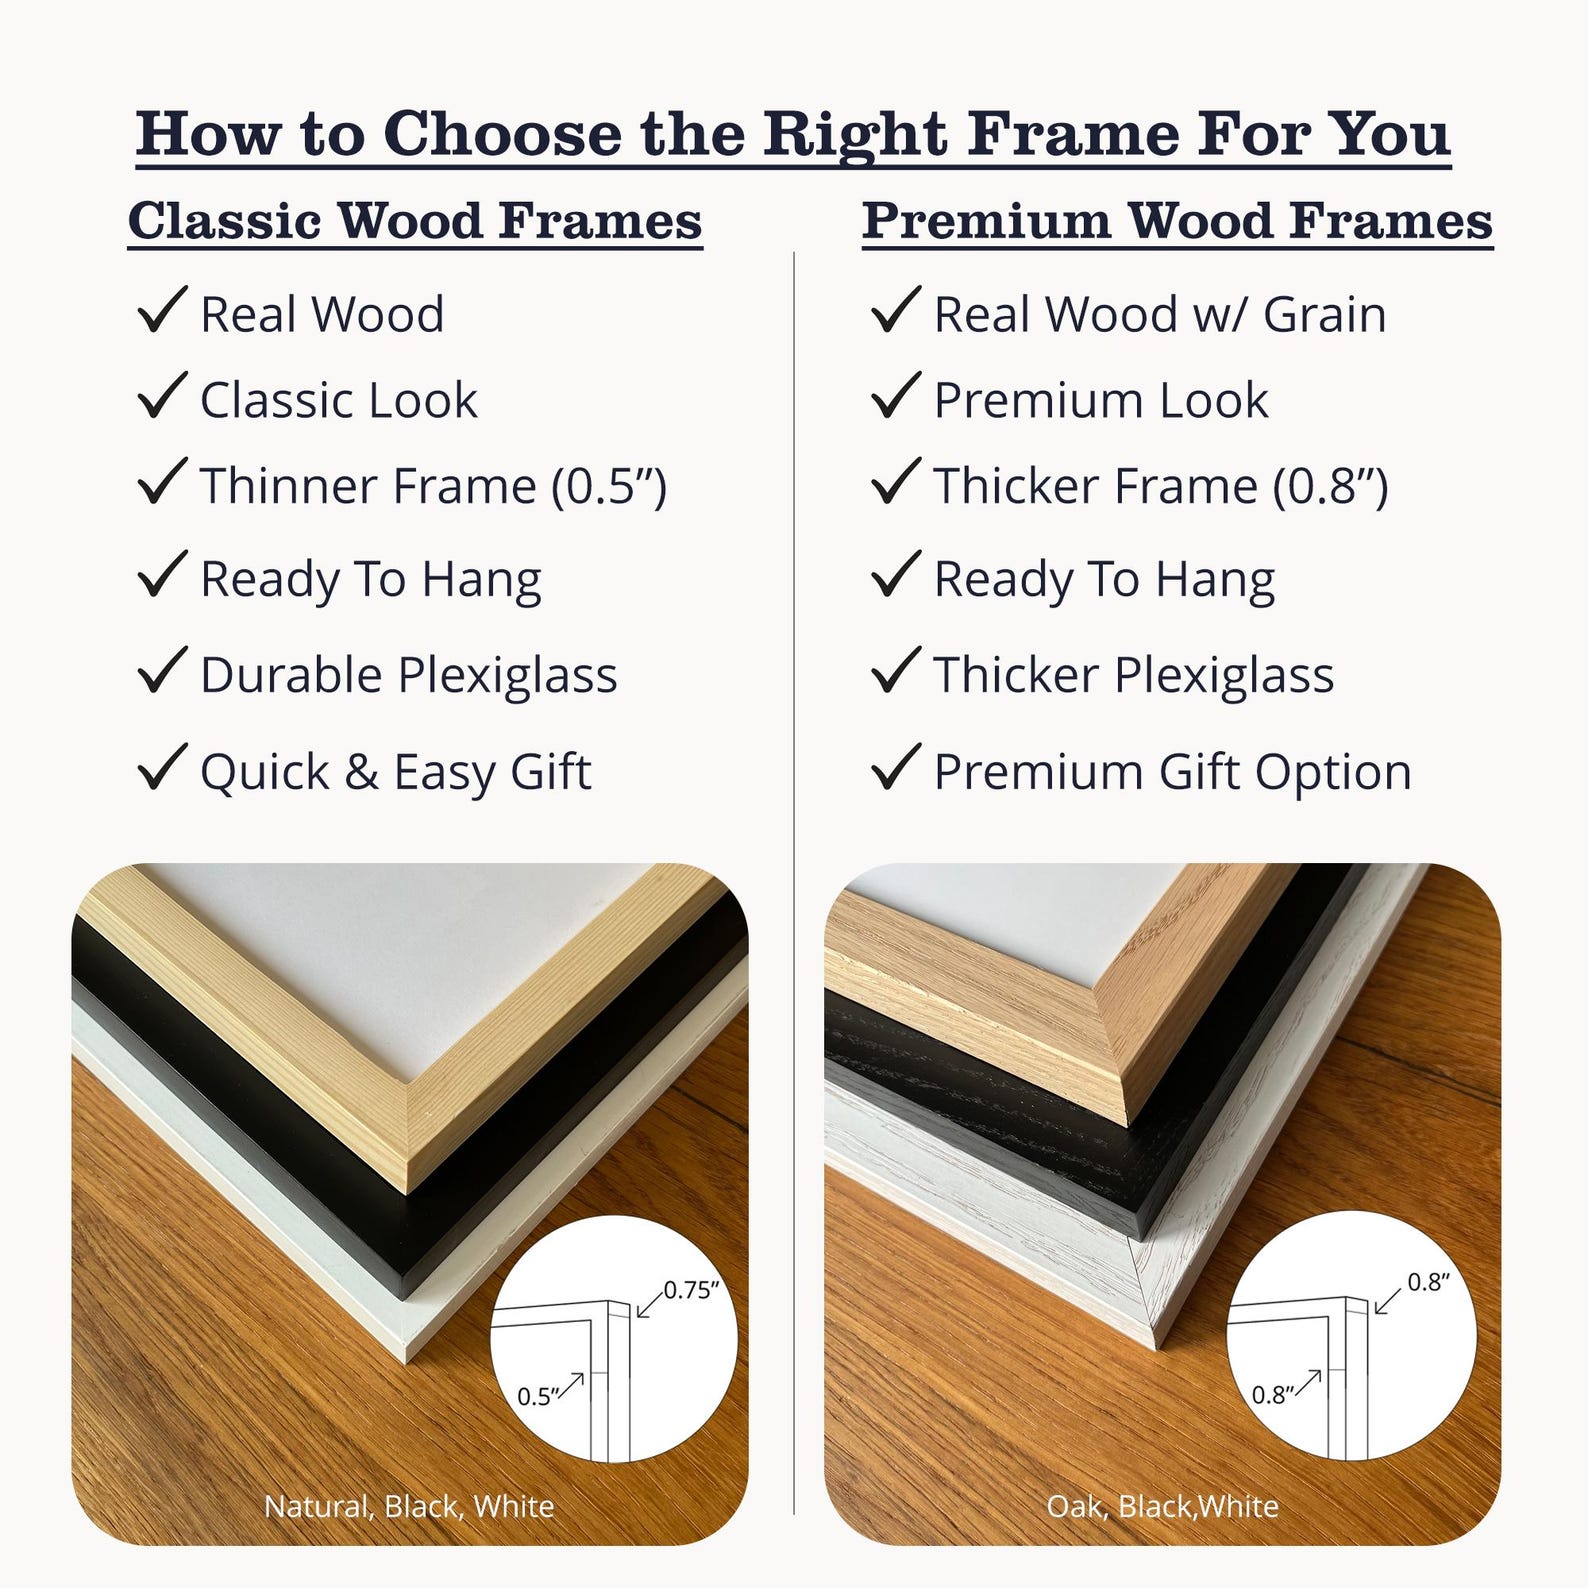 How to Choose the Right Frame For You
Classic Wood Frames
✓ Real Wood
✓ Classic Look
✓ Thinner Frame (0.5”)
✓ Ready To Hang
✓ Durable Plexiglass
✓ Quick & Easy Gift
0.75”
0.5”
Natural, Black, White
Premium Wood Frames
✓ Real Wood w/ Grain
✓ Premium Look
✓ Thicker Frame (0.8”)
✓ Ready To Hang
✓ Thicker Plexiglass
✓ Premium Gift Option
0.8”
0.8”
Oak, Black,White